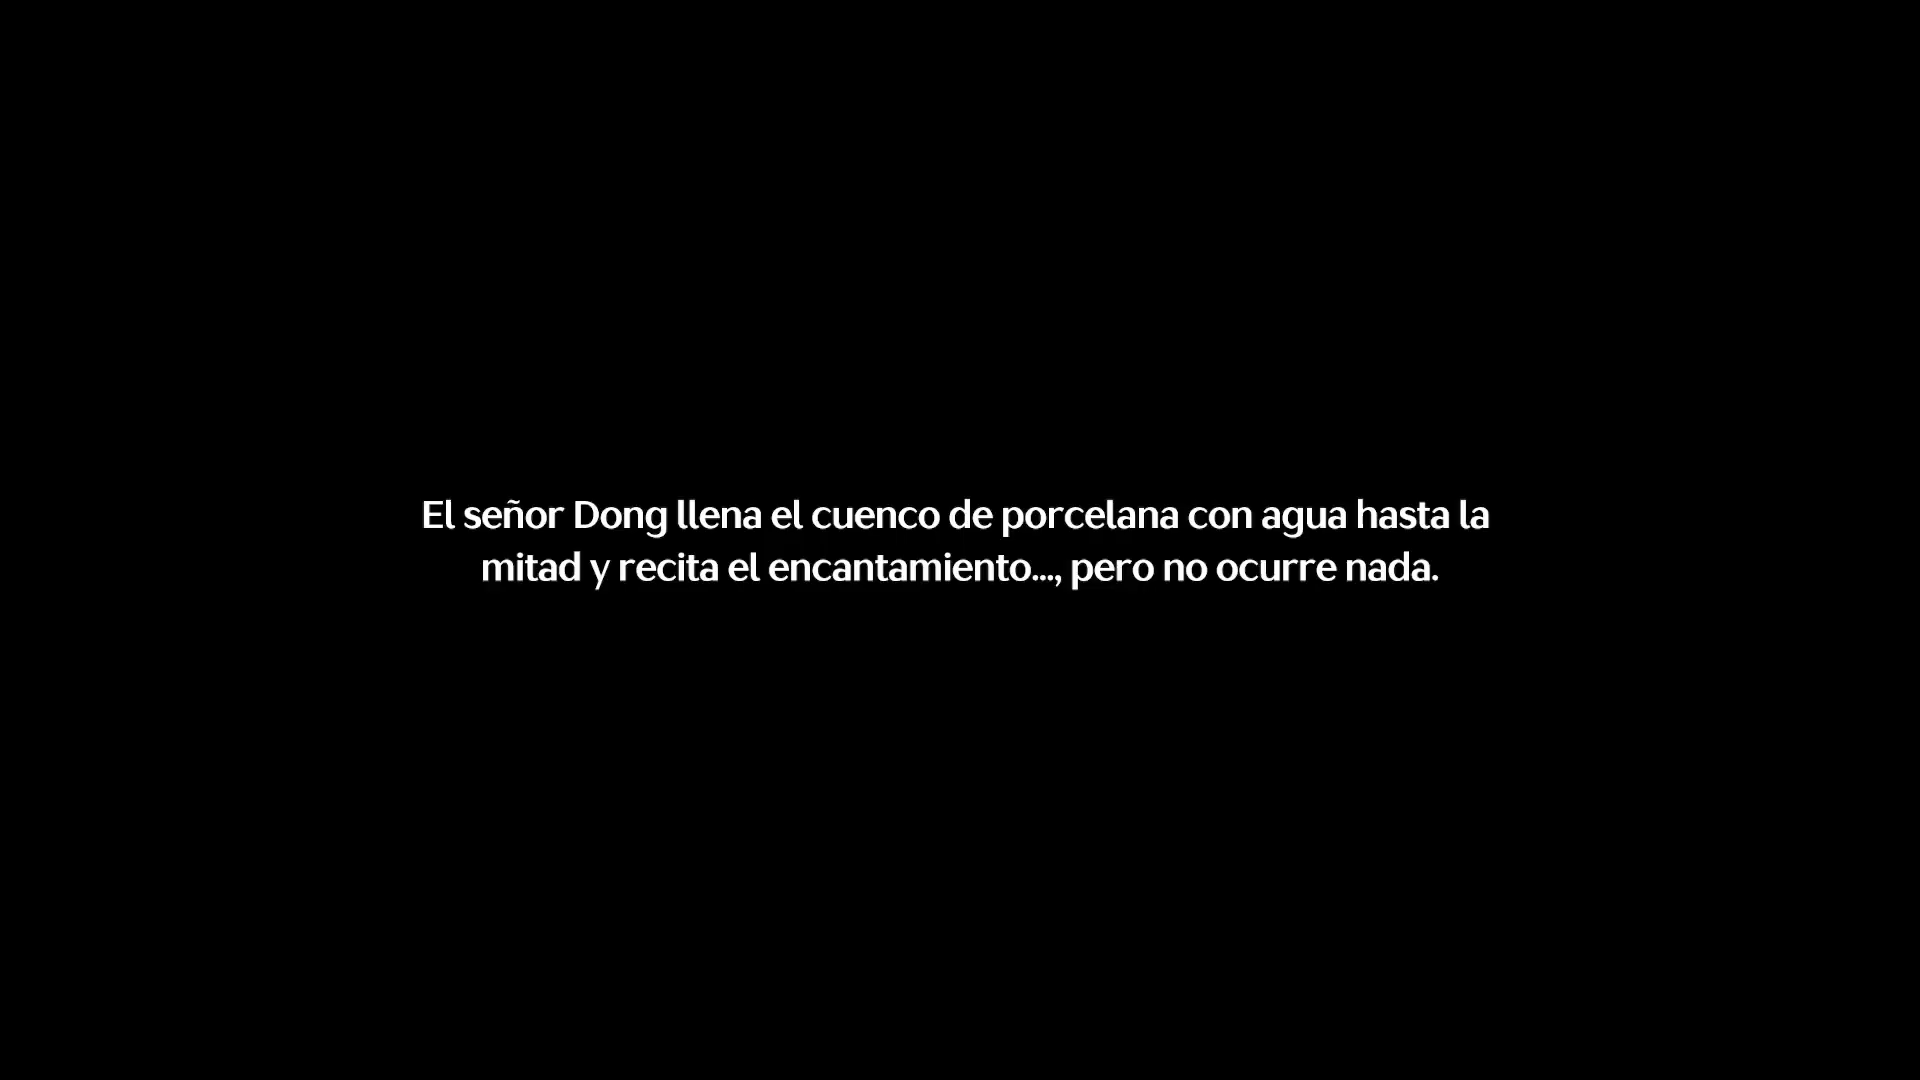 El señor Dong llena el cuenco de porcelana con agua hasta la
mitad y recita el encantamiento..., pero no ocurre nada.